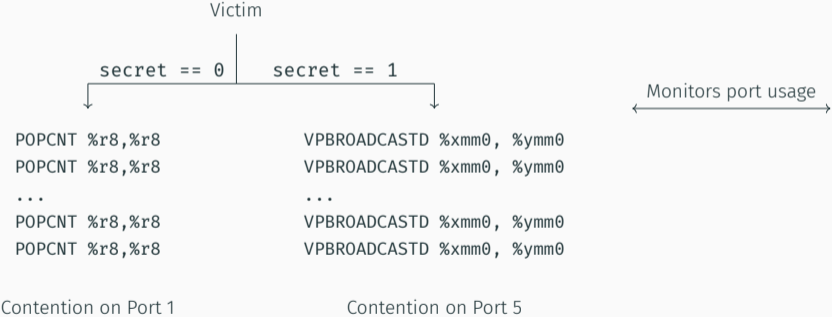 Victim
secret == 0 secret == 1
Monitors port usage
POPCNT %r8,%r8 VPBROADCASTD %xmm0, %ymm0
POPCNT %r8,%r8 VPBROADCASTD %xmm0, %ymm0
... ...
POPCNT %r8,%r8 VPBROADCASTD %xmm0, %ymm0
POPCNT %r8,%r8 VPBROADCASTD %xmm0, %ymm0
Contention on Port 1 Contention on Port 5